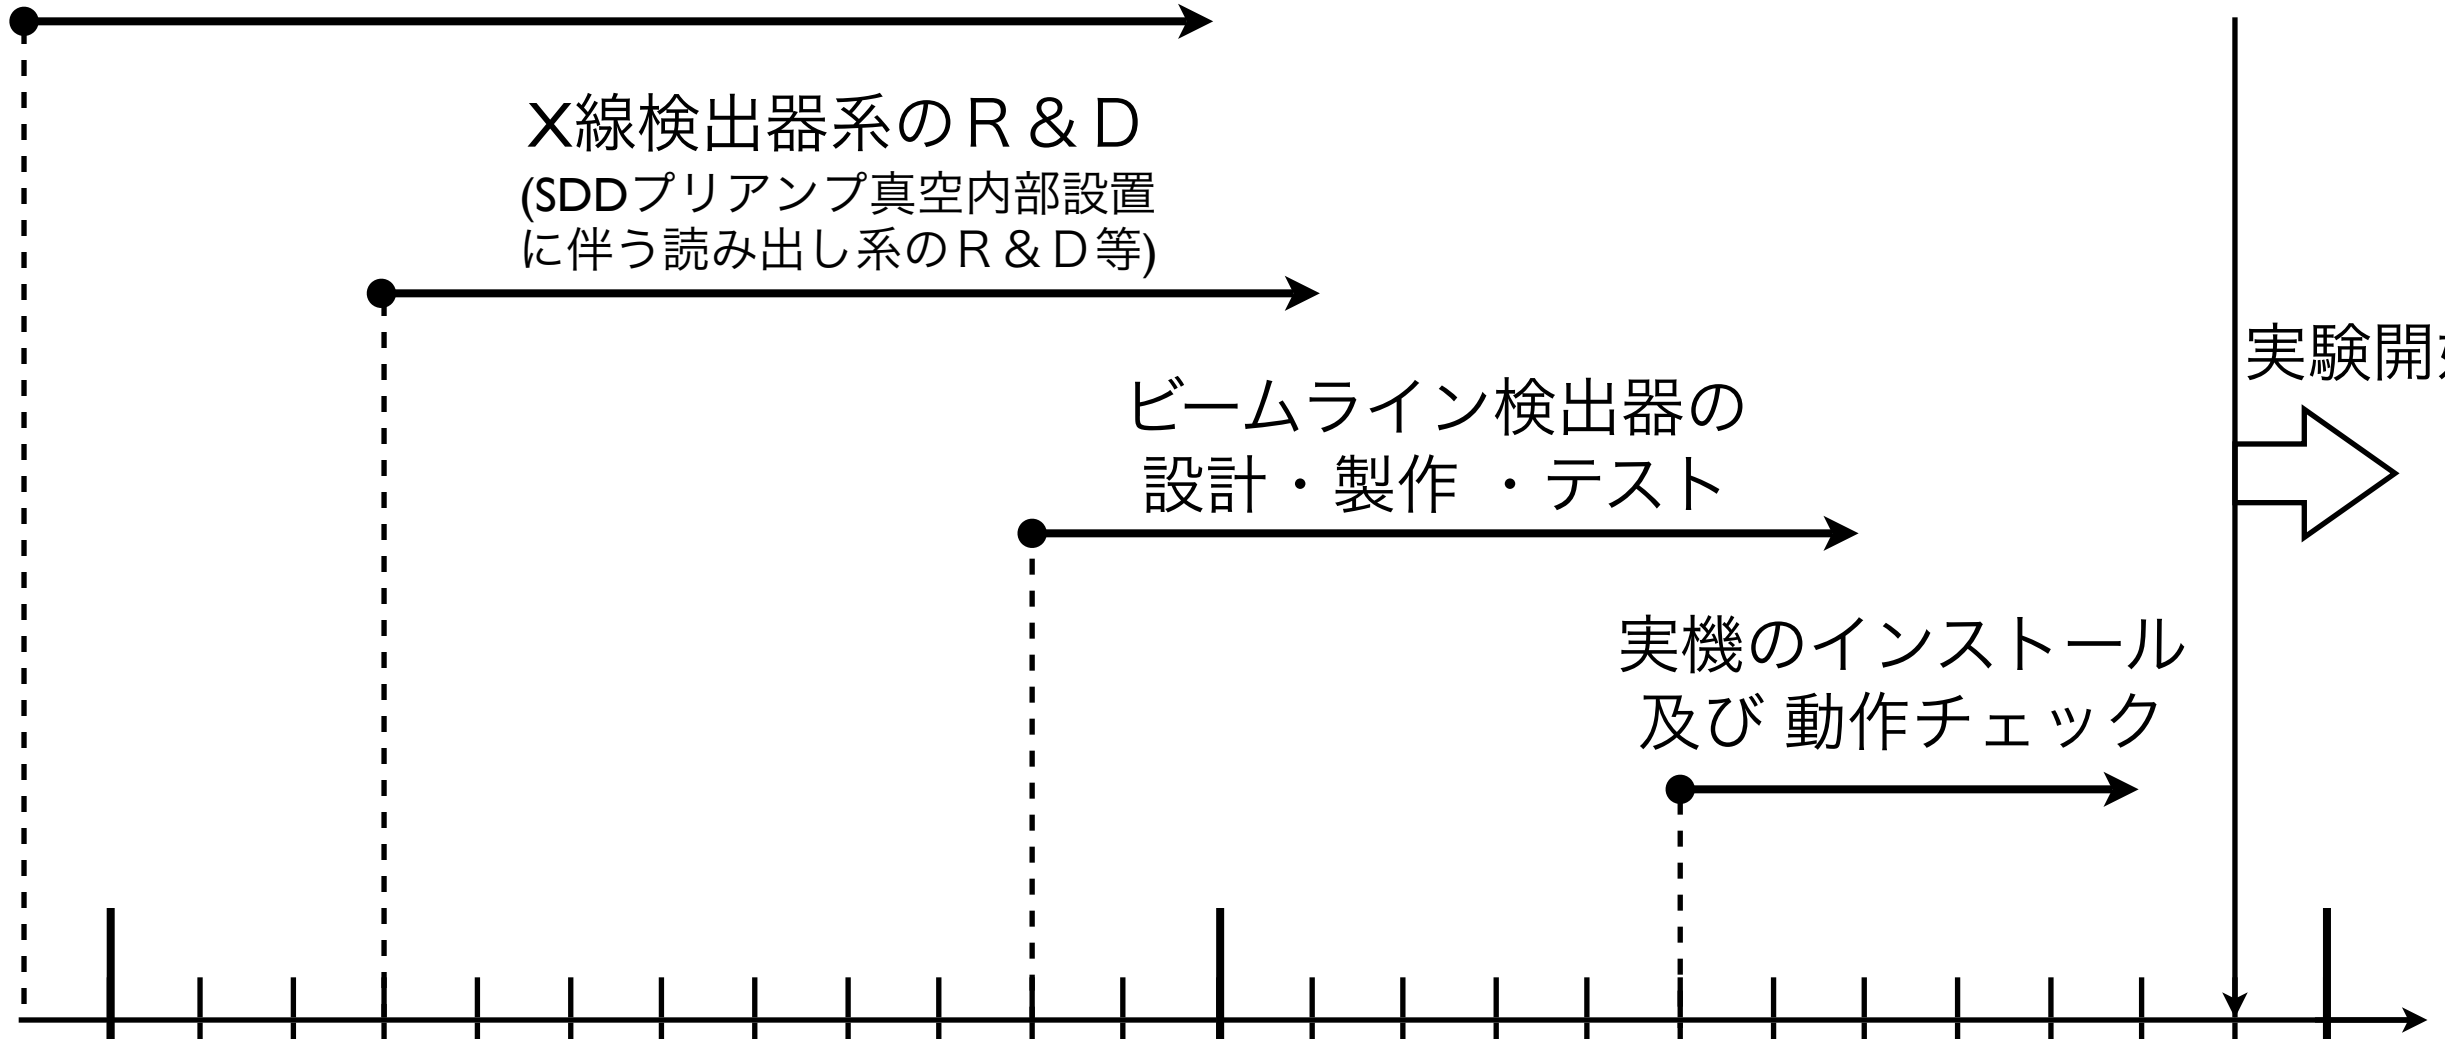 X線検出器系のＲ＆Ｄ
(SDDプリアンプ真空内部設置
に伴う読み出し系のＲ＆Ｄ等)
ビームライン検出器の
設計・製作 ・テスト
実験開
実機のインストール
及び 動作チェック